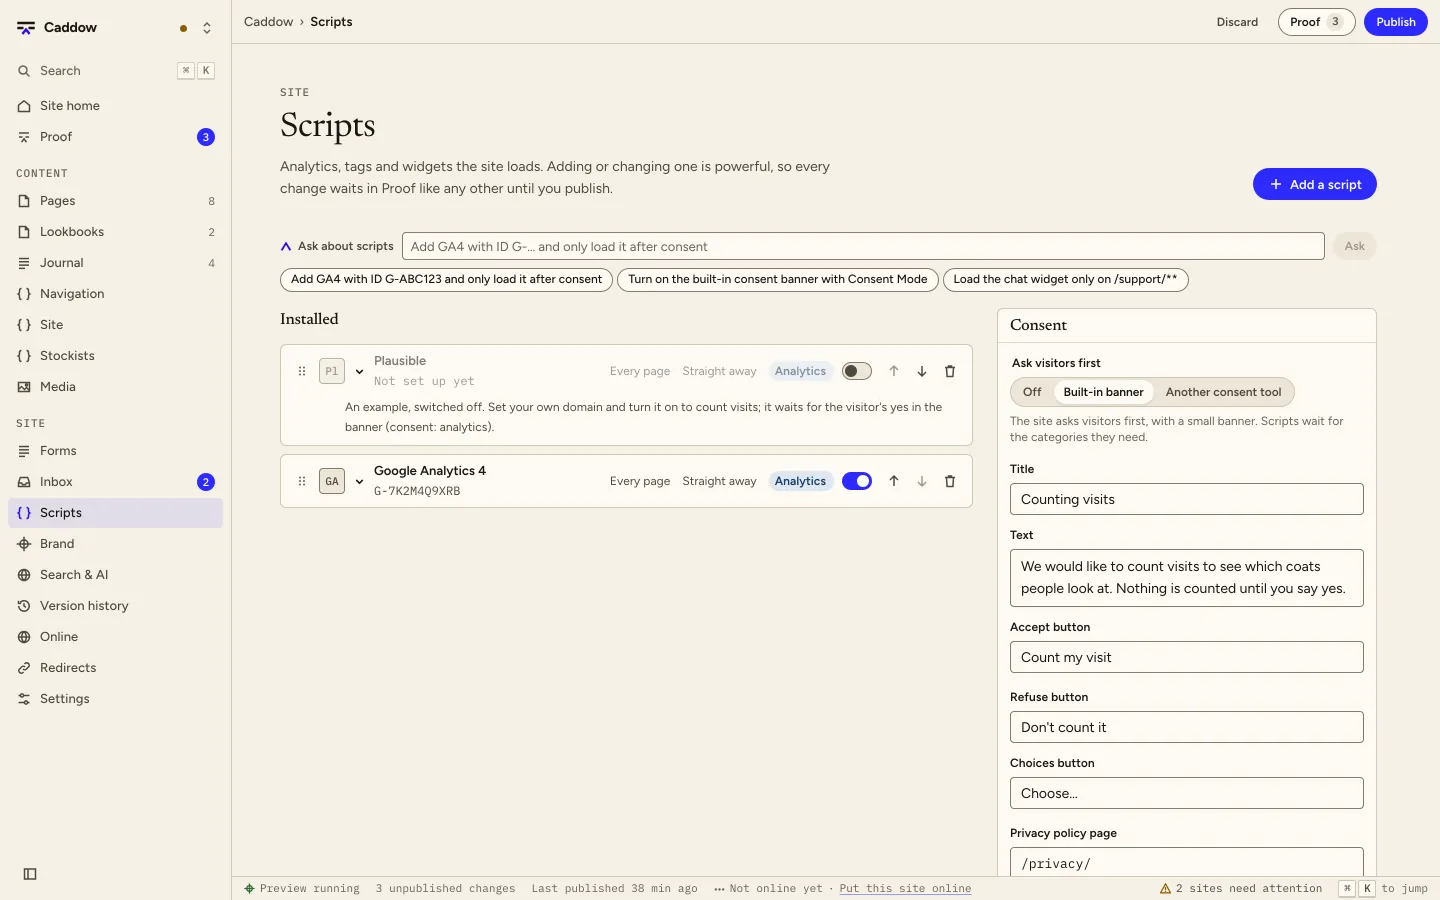 Caddow
Search
⌘ K
Site home
Proof
3
CONTENT
Pages
8
Lookbooks
2
Journal
4
Navigation
Site
Stockists
Media
SITE
Forms
Inbox
2
Scripts
Brand
Search & AI
Version history
Online
Redirects
Settings
Caddow › Scripts
Discard
Proof 3
Publish
SITE
Scripts
Analytics, tags and widgets the site loads. Adding or changing one is powerful, so every
change waits in Proof like any other until you publish.
Add a script
Ask about scripts
Add GA4 with ID G-... and only load it after consent
Ask
Add GA4 with ID G-ABC123 and only load it after consent
Turn on the built-in consent banner with Consent Mode
Load the chat widget only on /support/**
Installed
Pl
Plausible
Not set up yet
Every page
Straight away
Analytics
An example, switched off. Set your own domain and turn it on to count visits; it waits for the visitor's yes in the
banner (consent: analytics).
GA
Google Analytics 4
G-7K2M4Q9XRB
Every page
Straight away
Analytics
Consent
Ask visitors first
Off
Built-in banner
Another consent tool
The site asks visitors first, with a small banner. Scripts wait for
the categories they need.
Title
Counting visits
Text
We would like to count visits to see which coats
people look at. Nothing is counted until you say yes.
Accept button
Count my visit
Refuse button
Don't count it
Choices button
Choose...
Privacy policy page
/privacy/
Preview running
3 unpublished changes
Last published 38 min ago
Not online yet · Put this site online
2 sites need attention
⌘ K to jump